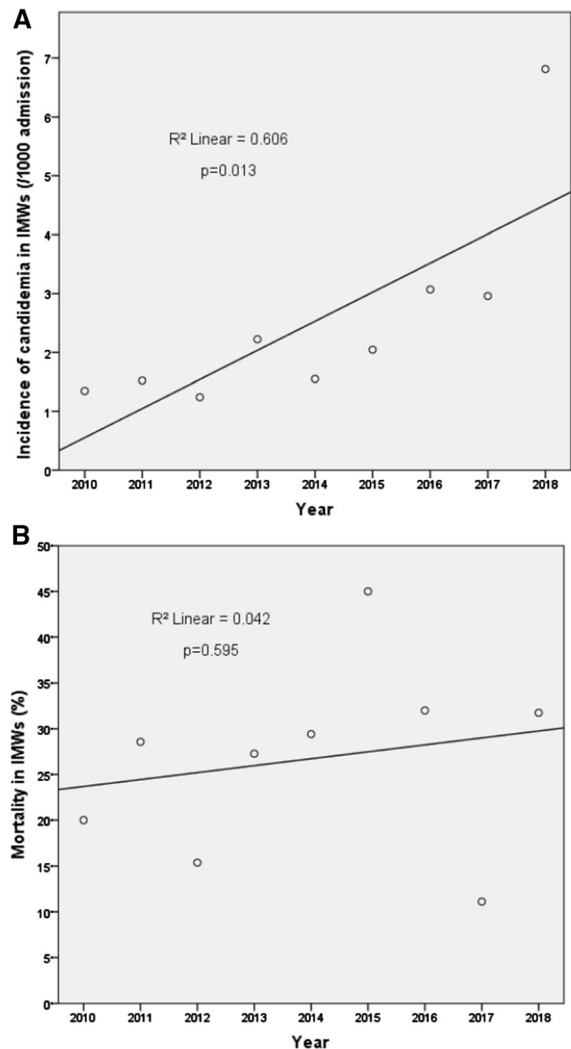 A
Incidence of candidemia in IMWs (/1000 admission)
7
6
5
4
3
2
1
0
R² Linear = 0.606
p=0.013
2010 2011 2012 2013 2014 2015 2016 2017 2018
Year
B
Mortality in IMWs (%)
50
45
40
35
30
25
20
15
10
5
0
R² Linear = 0.042
p=0.595
2010 2011 2012 2013 2014 2015 2016 2017 2018
Year